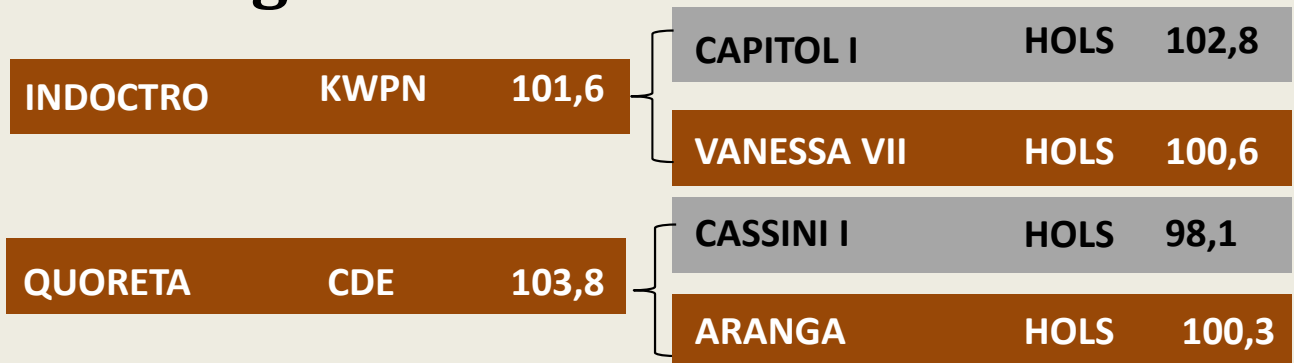 CAPITOL I HOLS 102,8
INDOCTRO KWPN 101,6
VANESSA VII HOLS 100,6
CASSINI I HOLS 98,1
QUORETA CDE 103,8
ARANGA HOLS 100,3